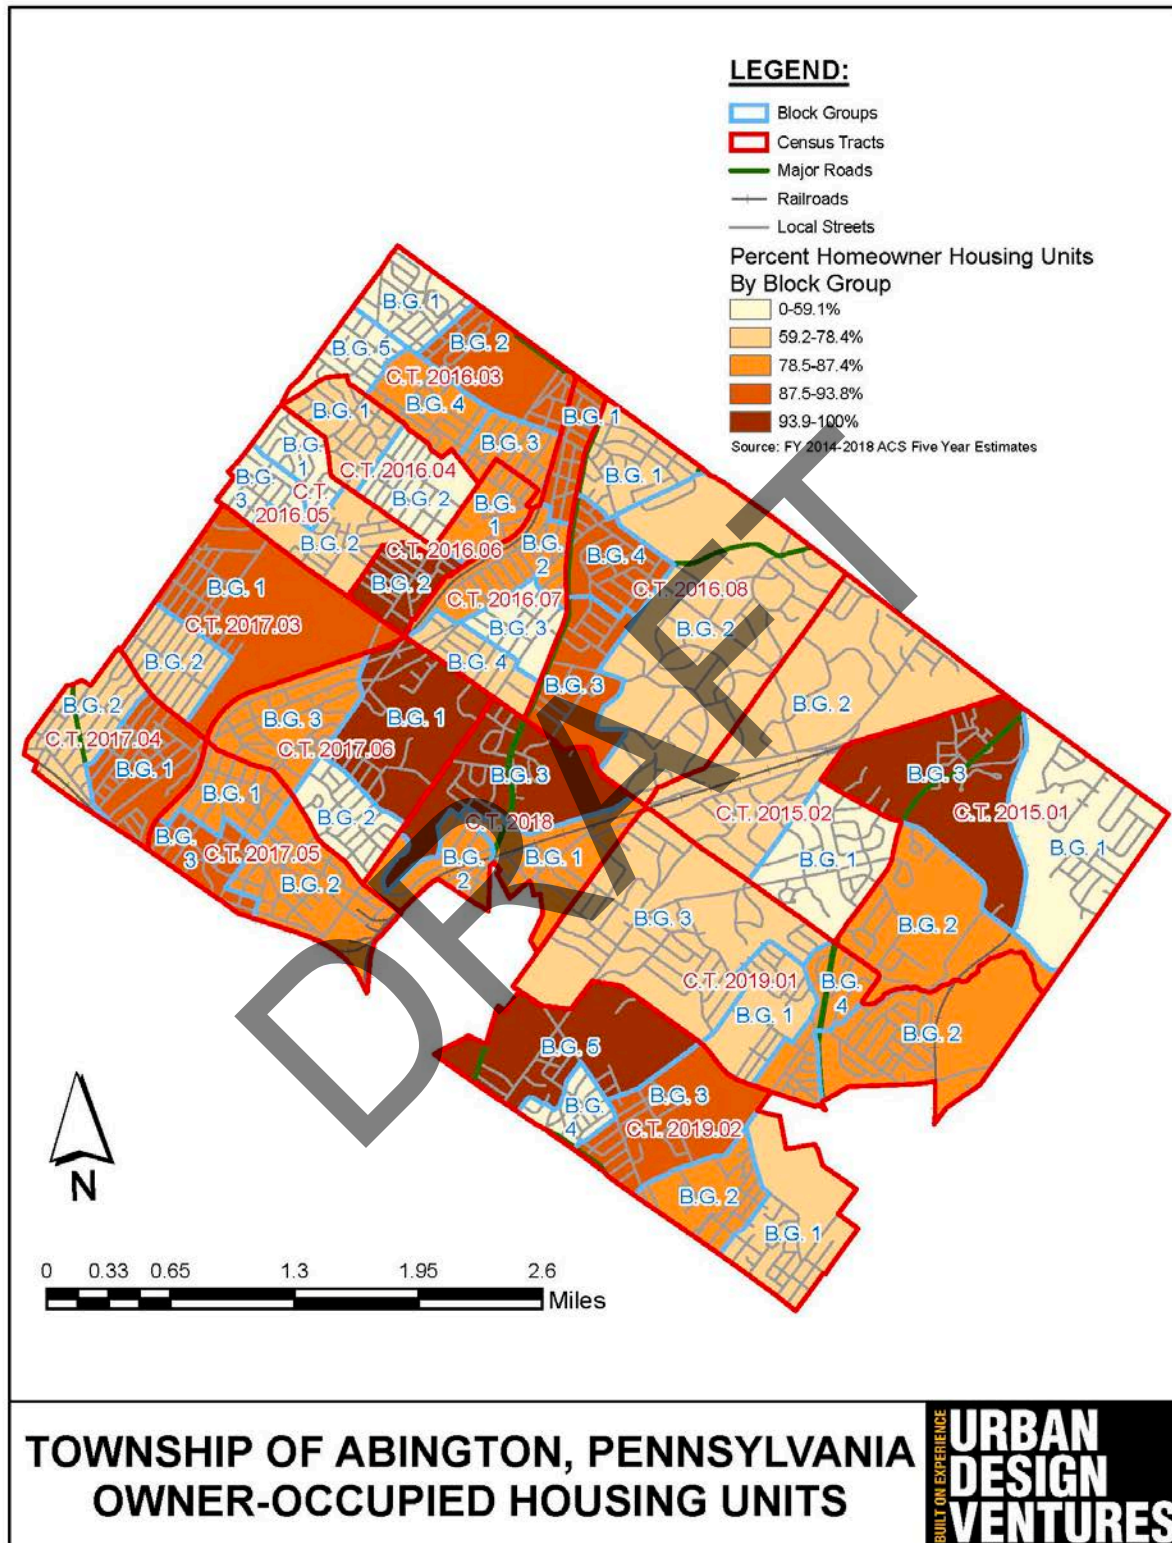 LEGEND:
Block Groups
Census Tracts
Major Roads
Railroads
Local Streets
Percent Homeowner Housing Units
By Block Group
0-59.1%
59.2-78.4%
78.5-87.4%
87.5-93.8%
93.9-100%
Source: FY 2014-2018 ACS Five Year Estimates
B.G. 1
B.G. 2
B.G. 5
C.T. 2016.03
B.G. 4
B.G. 1
B.G. 1
B.G. 3
B.G.
1
C.T. 2016.04
B.G. 1
B.G.
3
C.T.
2016.05
B.G. 2
B.G.
1
B.G. 2
C.T. 2016.06
B.G.
2
B.G. 4
B.G. 2
C.T. 2016.08
B.G. 1
C.T. 2016.07
C.T. 2017.03
B.G. 3
B.G. 2
B.G. 2
B.G. 4
B.G. 3
B.G. 2
B.G. 2
B.G. 3
B.G. 1
C.T. 2017.04
C.T. 2017.06
B.G. 1
B.G. 3
B.G. 3
B.G. 1
B.G. 2
C.T. 2018
C.T. 2015.02
C.T. 2015.01
B.G.
3
C.T. 2017.05
B.G. 1
B.G. 1
B.G. 1
B.G.
2
B.G. 2
B.G. 3
B.G. 2
C.T. 2019.01
B.G.
4
B.G. 1
B.G. 2
B.G. 5
B.G. 3
B.G.
4
C.T. 2019.02
B.G. 2
B.G. 1
DRAFT
N
0 0.33 0.65 1.3 1.95 2.6
Miles
TOWNSHIP OF ABINGTON, PENNSYLVANIA
OWNER-OCCUPIED HOUSING UNITS
BUILT ON EXPERIENCE
URBAN
DESIGN
VENTURES